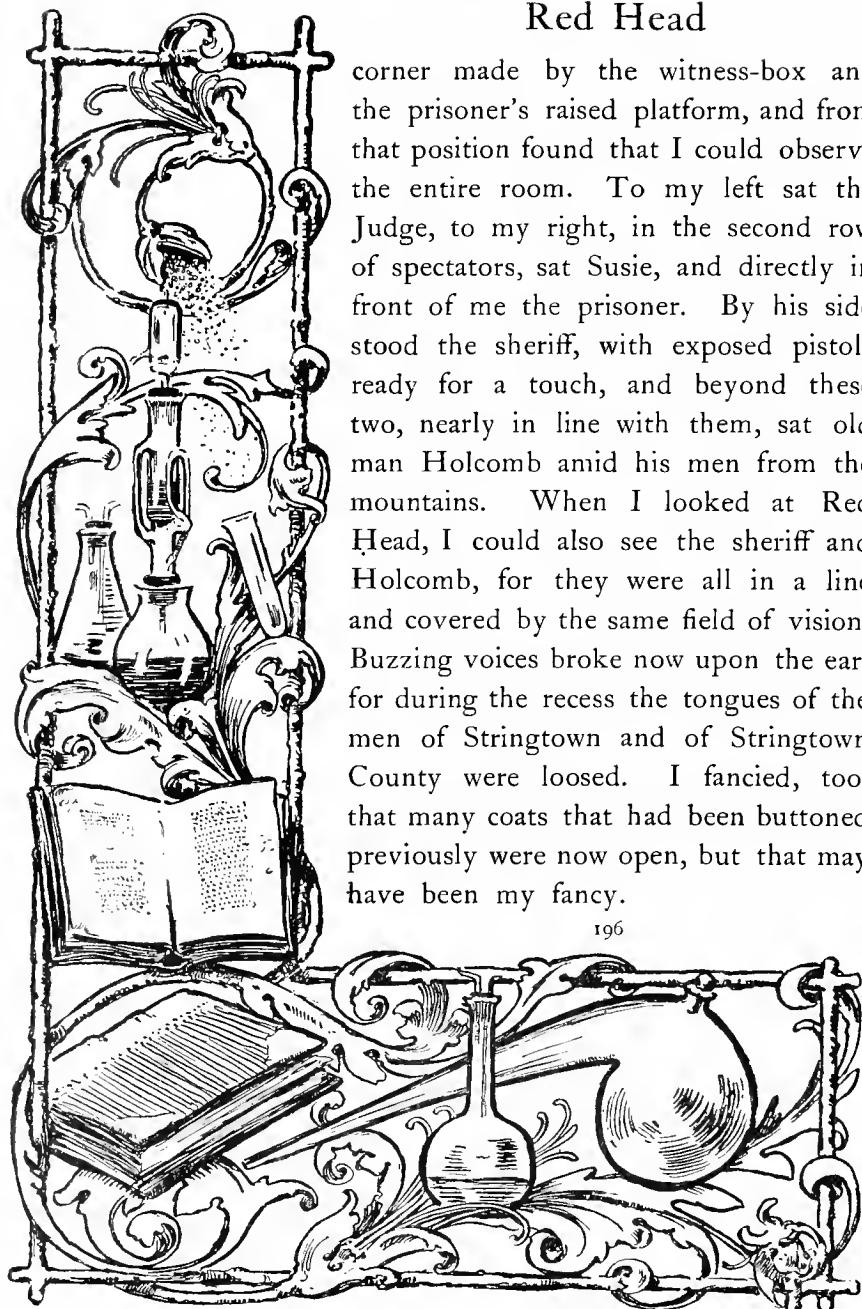 Red Head
corner made by the witness-box an
the prisoner's raised platform, and from
that position found that I could observ
the entire room. To my left sat th
Judge, to my right, in the second row
of spectators, sat Susie, and directly in
front of me the prisoner. By his side
stood the sheriff, with exposed pistol
ready for a touch, and beyond these
two, nearly in line with them, sat old
man Holcomb amid his men from the
mountains. When I looked at Red
Head, I could also see the sheriff and
Holcomb, for they were all in a line
and covered by the same field of vision.
Buzzing voices broke now upon the ear
for during the recess the tongues of the
men of Stringtown and of Stringtown
County were loosed. I fancied, too
that many coats that had been buttoned
previously were now open, but that may
have been my fancy.
196